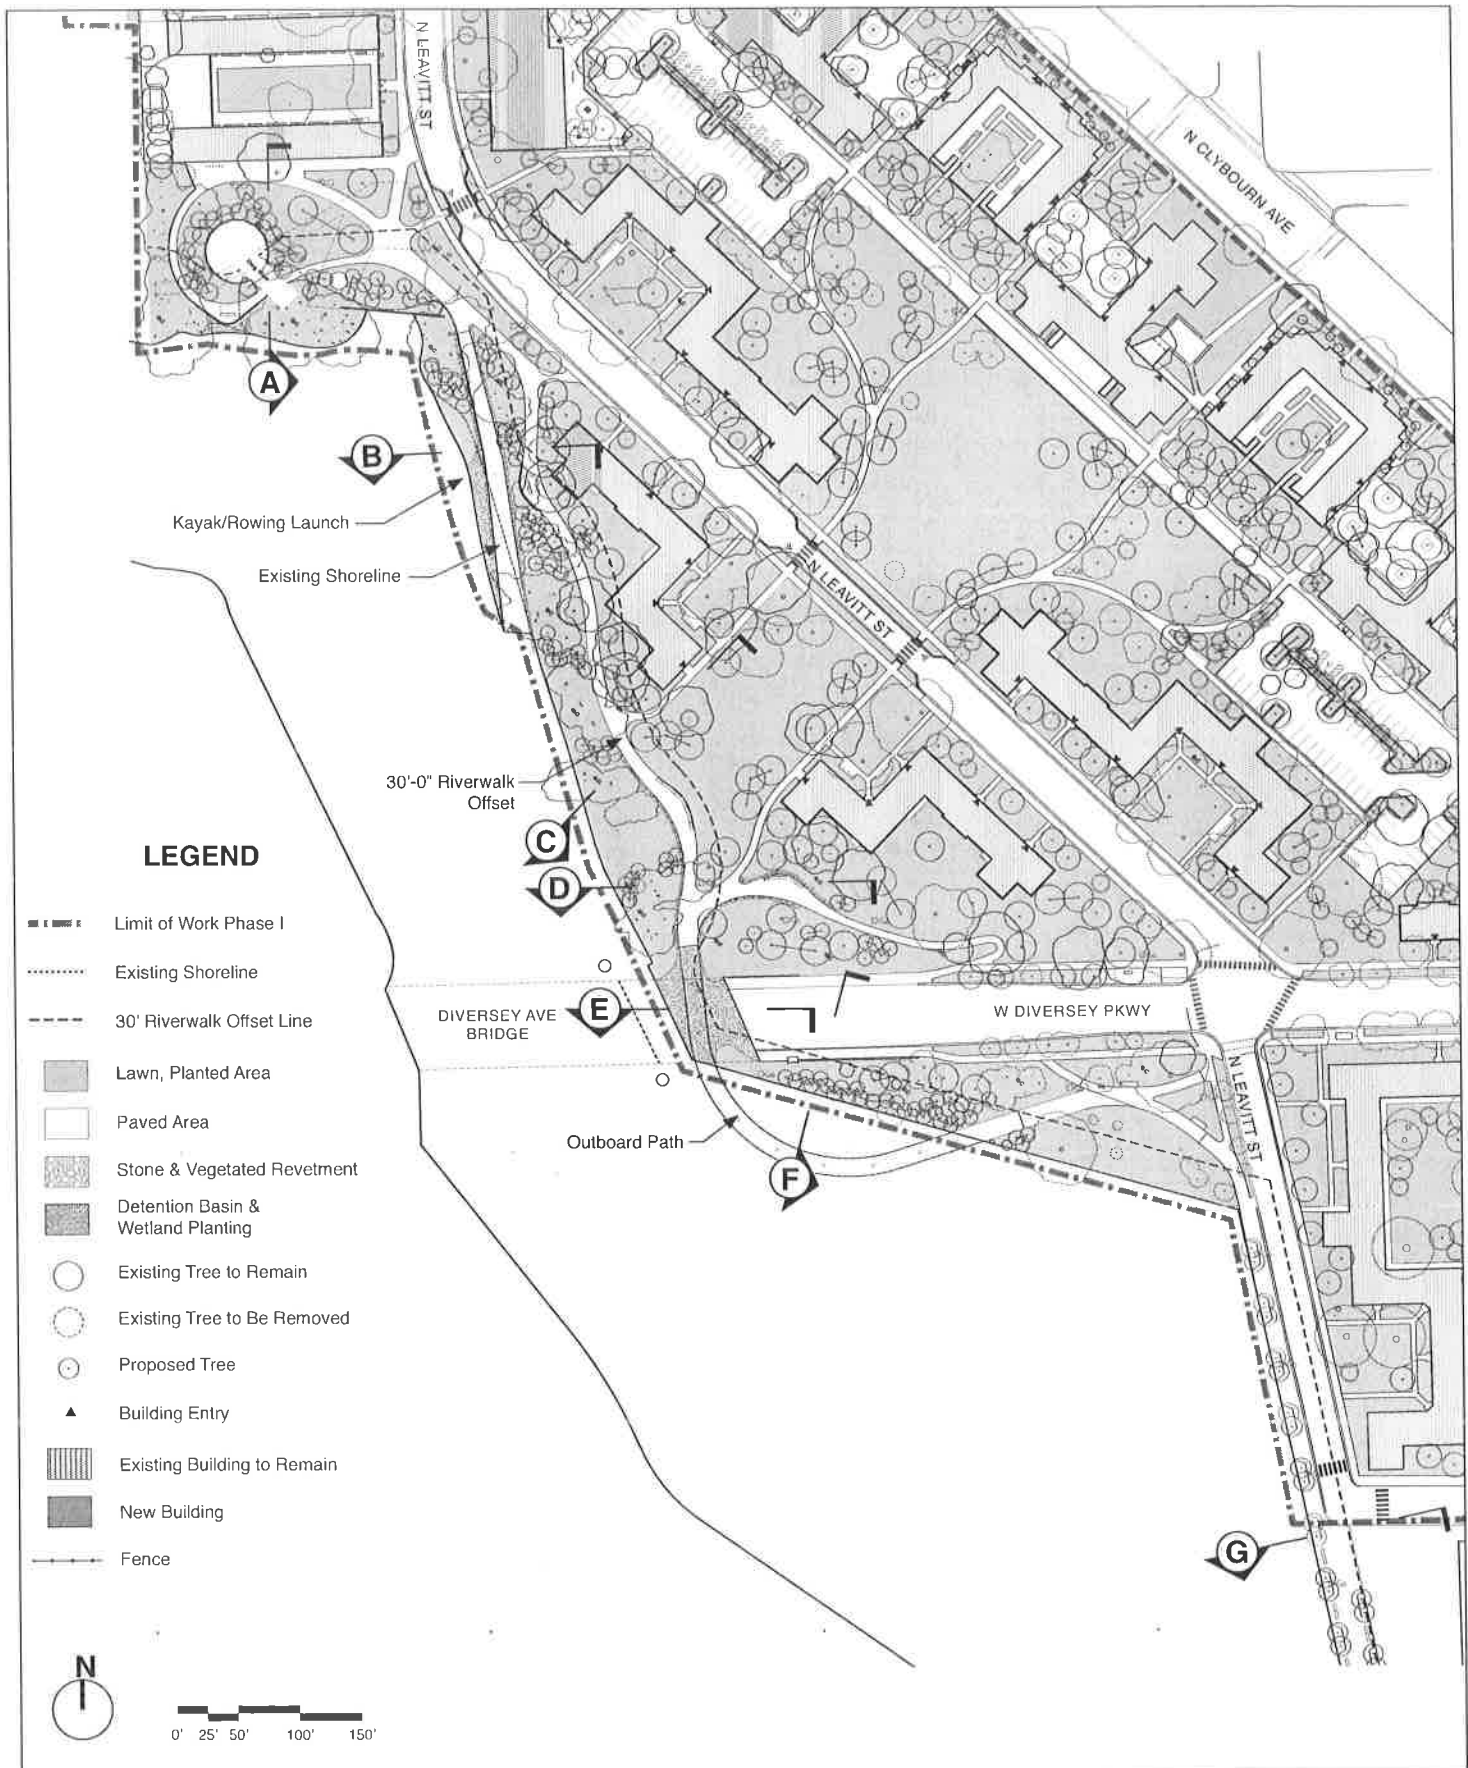 N LEAVITT ST
N CLYBOURN AVE
A
B
Kayak/Rowing Launch
Existing Shoreline
N LEAVITT ST
30'-0" Riverwalk
Offset
C
D
DIVERSEY AVE
BRIDGE
E
W DIVERSEY PKWY
N LEAVITT ST
Outboard Path
F
G
LEGEND
Limit of Work Phase I
Existing Shoreline
30' Riverwalk Offset Line
Lawn, Planted Area
Paved Area
Stone & Vegetated Revetment
Detention Basin &
Wetland Planting
Existing Tree to Remain
Existing Tree to Be Removed
Proposed Tree
Building Entry
Existing Building to Remain
New Building
Fence
N
0' 25' 50' 100' 150'